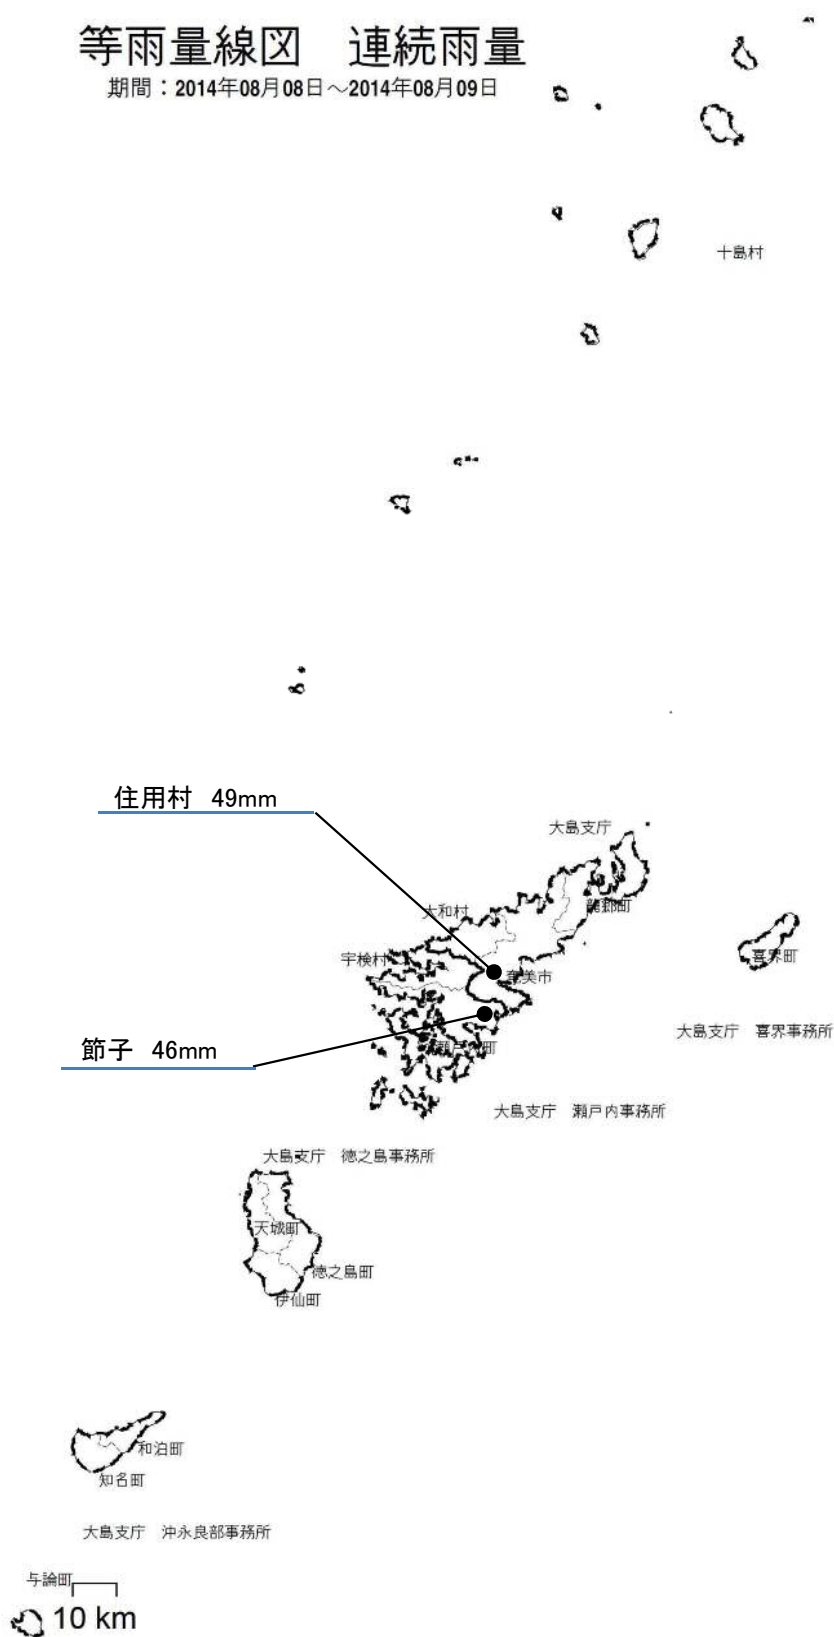 等雨量線図　連続雨量
期間：2014年08月08日～2014年08月09日
十島村
住用村　49mm
大島支庁
龍郷町
大和村
喜界町
宇検村
奄美市
大島支庁　喜界事務所
節子　46mm
瀬戸内町
大島支庁　瀬戸内事務所
大島支庁　徳之島事務所
天城町
徳之島町
伊仙町
和泊町
知名町
大島支庁　沖永良部事務所
与論町
10 km